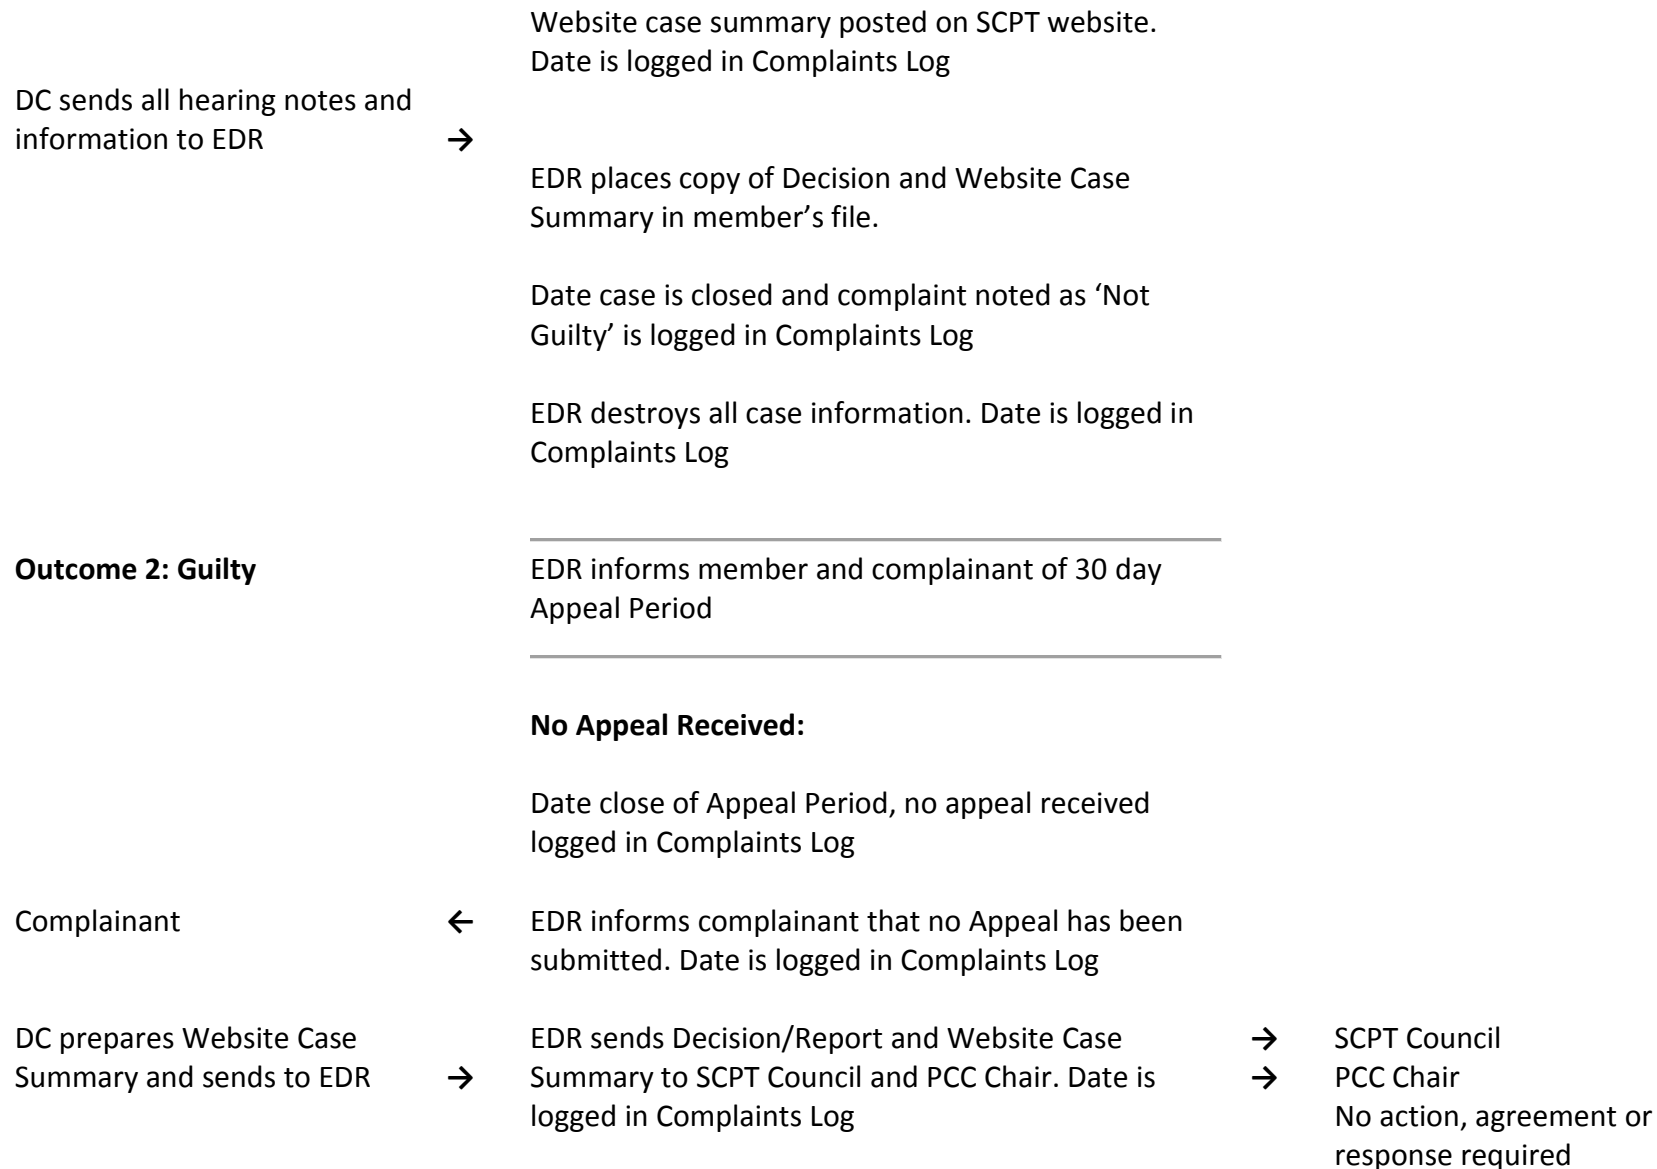 Website case summary posted on SCPT website.
Date is logged in Complaints Log
DC sends all hearing notes and
information to EDR →
EDR places copy of Decision and Website Case
Summary in member’s file.
Date case is closed and complaint noted as ‘Not
Guilty’ is logged in Complaints Log
EDR destroys all case information. Date is logged in
Complaints Log
Outcome 2: Guilty
EDR informs member and complainant of 30 day
Appeal Period
No Appeal Received:
Date close of Appeal Period, no appeal received
logged in Complaints Log
Complainant
← EDR informs complainant that no Appeal has been
submitted. Date is logged in Complaints Log
DC prepares Website Case
Summary and sends to EDR →
EDR sends Decision/Report and Website Case
Summary to SCPT Council and PCC Chair. Date is
logged in Complaints Log
→ SCPT Council
→ PCC Chair
No action, agreement or
response required